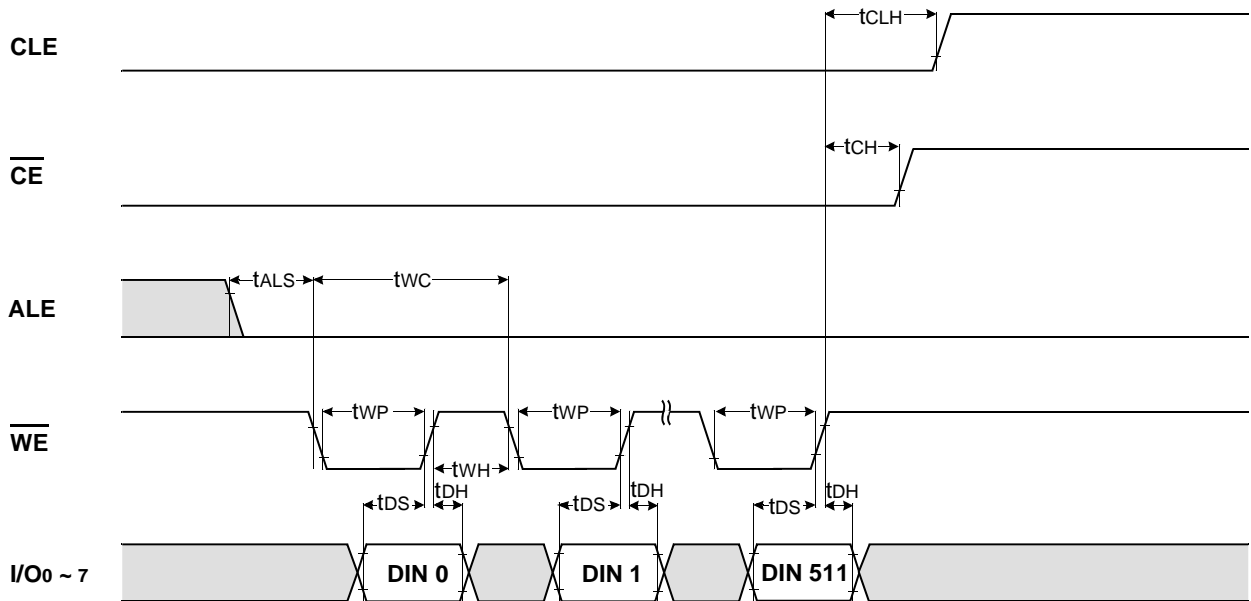 tCLH
CLE
tCH
CE
tALS
tWC
ALE
tWP
tWP
tWP
WE
tWH
tDS
tDH
tDS
tDH
tDS
tDH
I/O0 ~ 7
DIN 0
DIN 1
DIN 511